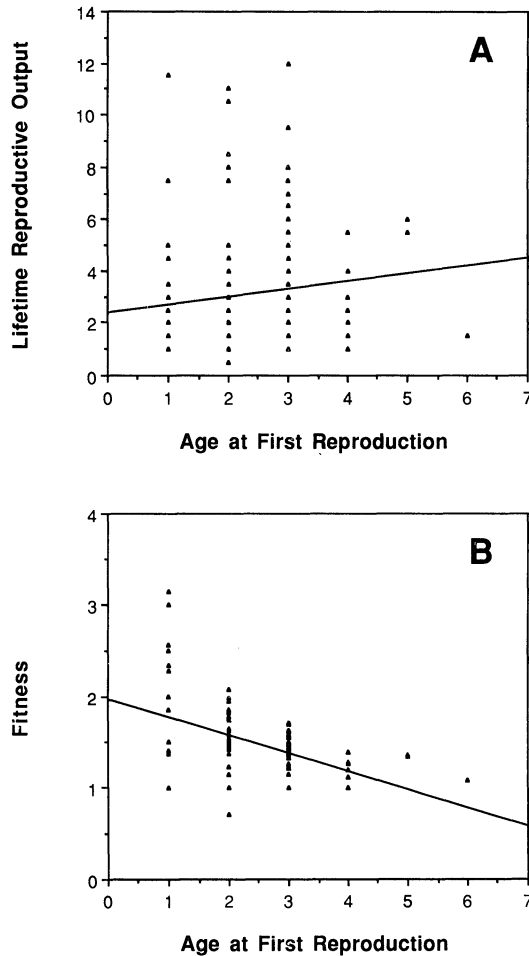 A
Lifetime Reproductive Output
14
12
10
8
6
4
2
0
0 1 2 3 4 5 6 7
Age at First Reproduction
B
Fitness
4
3
2
1
0
0 1 2 3 4 5 6 7
Age at First Reproduction